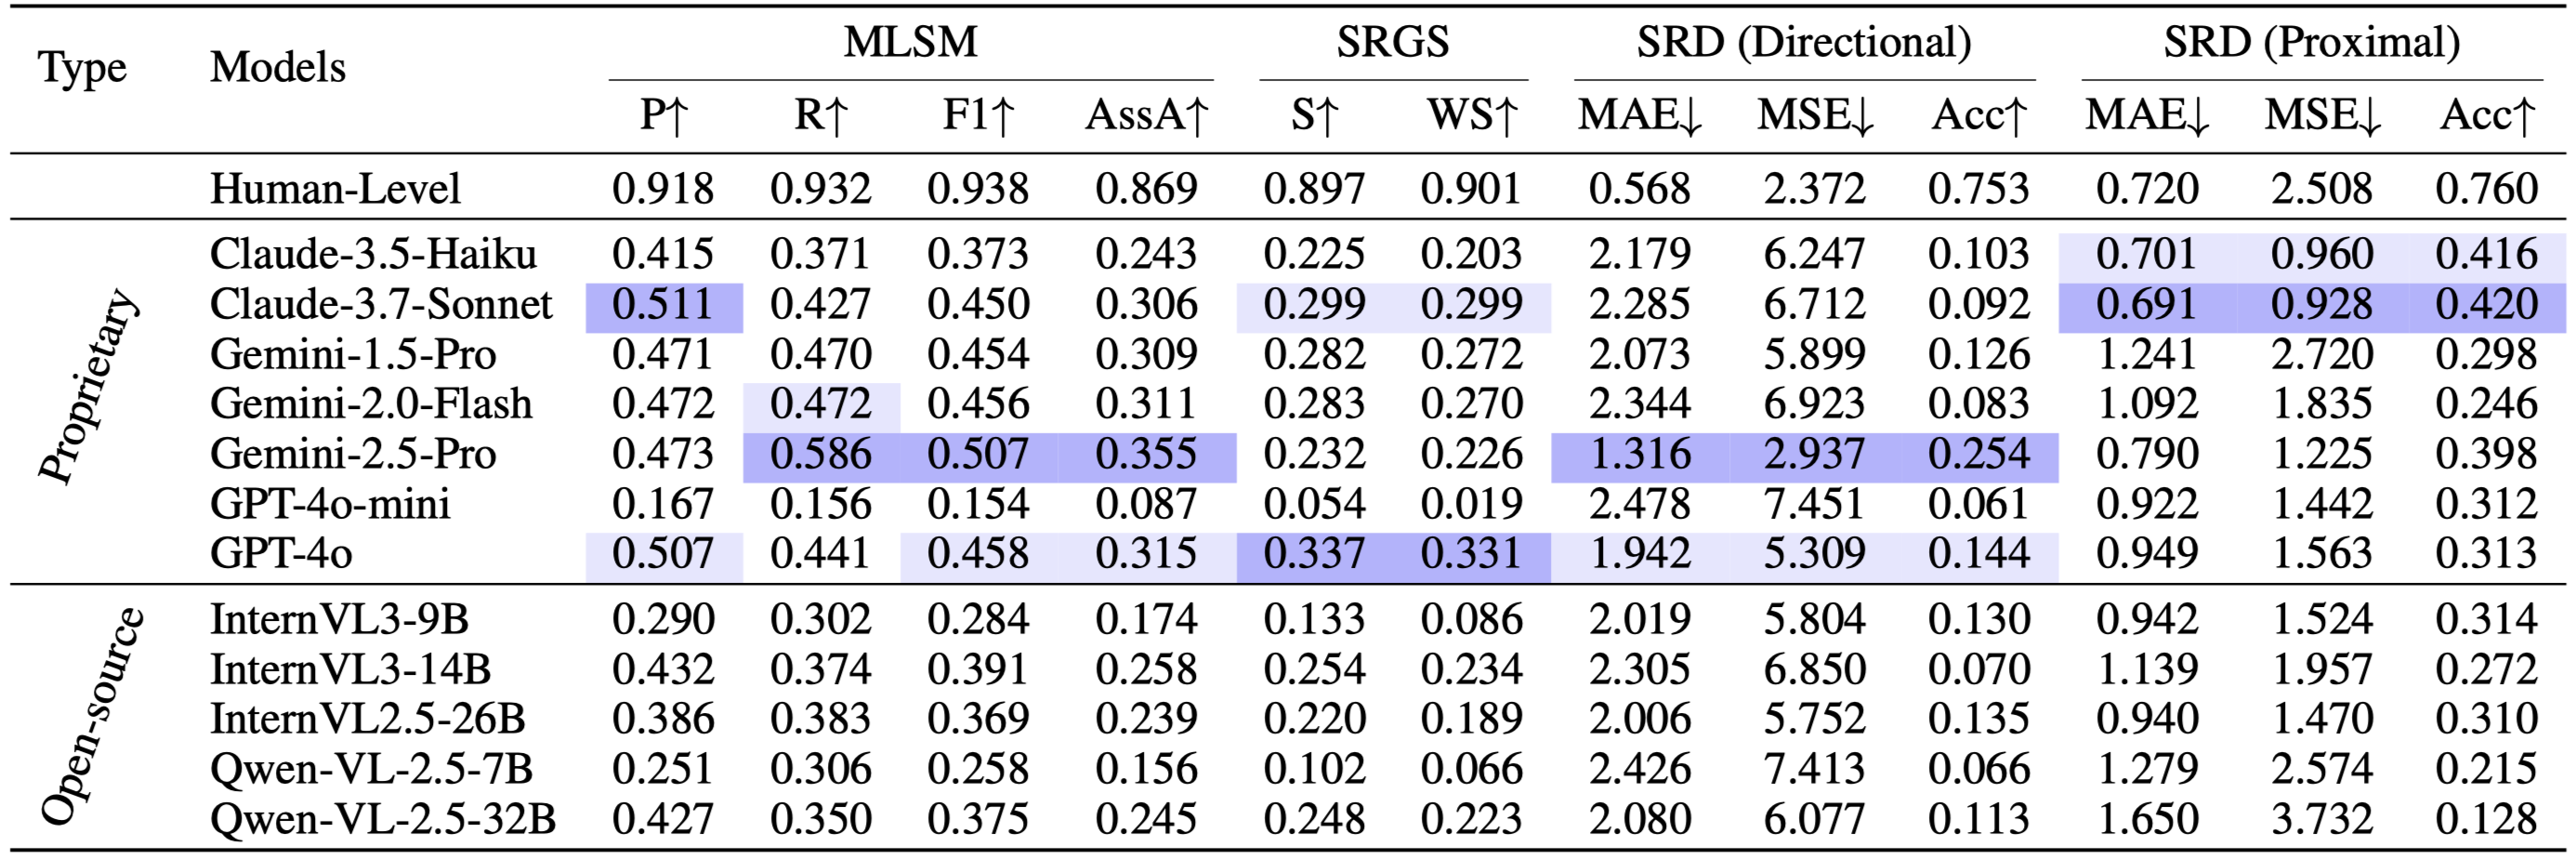 Type Models MLSM SRGS SRD (Directional) SRD (Proximal)
P↑ R↑ F1↑ AssA↑ S↑ WS↑ MAE↓ MSE↓ Acc↑ MAE↓ MSE↓ Acc↑
Human-Level 0.918 0.932 0.938 0.869 0.897 0.901 0.568 2.372 0.753 0.720 2.508 0.760
Proprietary
Claude-3.5-Haiku 0.415 0.371 0.373 0.243 0.225 0.203 2.179 6.247 0.103 0.701 0.960 0.416
Claude-3.7-Sonnet 0.511 0.427 0.450 0.306 0.299 0.299 2.285 6.712 0.092 0.691 0.928 0.420
Gemini-1.5-Pro 0.471 0.470 0.454 0.309 0.282 0.272 2.073 5.899 0.126 1.241 2.720 0.298
Gemini-2.0-Flash 0.472 0.472 0.456 0.311 0.283 0.270 2.344 6.923 0.083 1.092 1.835 0.246
Gemini-2.5-Pro 0.473 0.586 0.507 0.355 0.232 0.226 1.316 2.937 0.254 0.790 1.225 0.398
GPT-4o-mini 0.167 0.156 0.154 0.087 0.054 0.019 2.478 7.451 0.061 0.922 1.442 0.312
GPT-4o 0.507 0.441 0.458 0.315 0.337 0.331 1.942 5.309 0.144 0.949 1.563 0.313
Open-source
InternVL3-9B 0.290 0.302 0.284 0.174 0.133 0.086 2.019 5.804 0.130 0.942 1.524 0.314
InternVL3-14B 0.432 0.374 0.391 0.258 0.254 0.234 2.305 6.850 0.070 1.139 1.957 0.272
InternVL2.5-26B 0.386 0.383 0.369 0.239 0.220 0.189 2.006 5.752 0.135 0.940 1.470 0.310
Qwen-VL-2.5-7B 0.251 0.306 0.258 0.156 0.102 0.066 2.426 7.413 0.066 1.279 2.574 0.215
Qwen-VL-2.5-32B 0.427 0.350 0.375 0.245 0.248 0.223 2.080 6.077 0.113 1.650 3.732 0.128